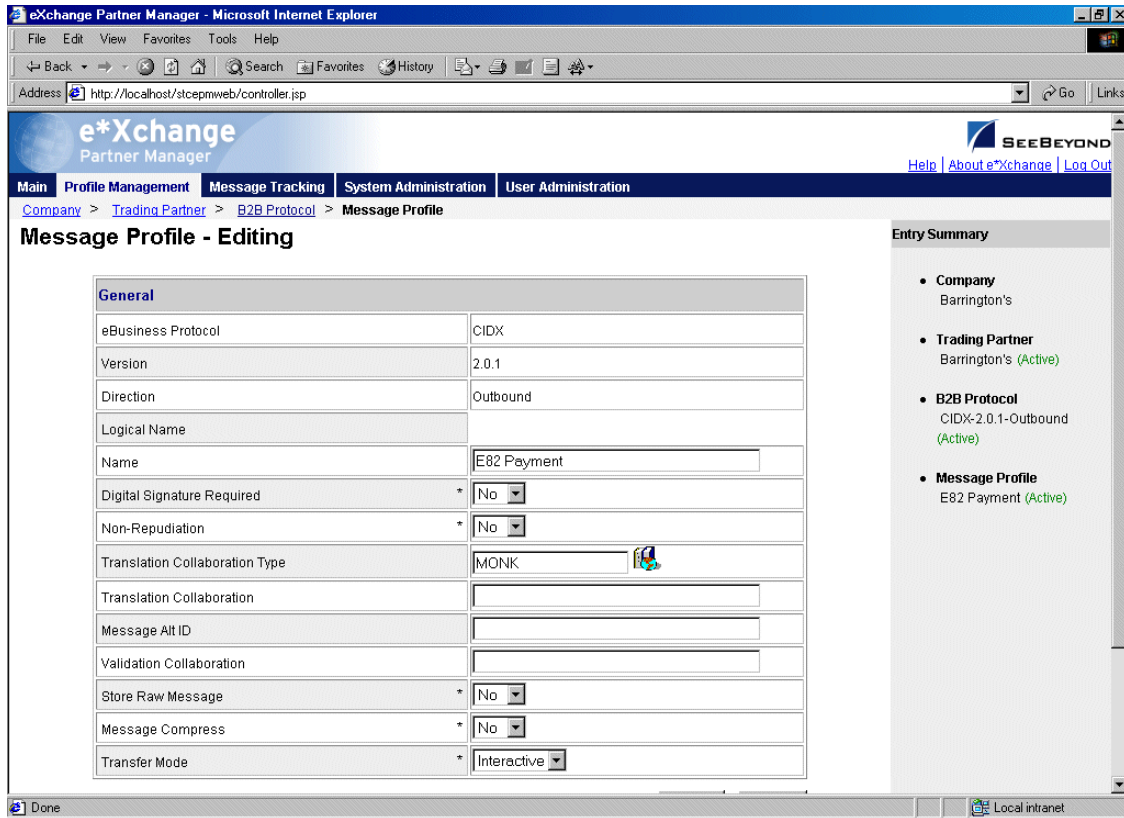 eXchange Partner Manager - Microsoft Internet Explorer
File Edit View Favorites Tools Help
Back Search Favorites History
Address http://localhost/stcepmweb/controller.jsp Go Links
e*Xchange
Partner Manager
SEEBEYOND
Help | About e*Xchange | Log Out
Main Profile Management Message Tracking System Administration User Administration
Company > Trading Partner > B2B Protocol > Message Profile
Message Profile - Editing
General
eBusiness Protocol CIDX
Version 2.0.1
Direction Outbound
Logical Name
Name E82 Payment
Digital Signature Required * No
Non-Repudiation * No
Translation Collaboration Type MONK
Translation Collaboration
Message Alt ID
Validation Collaboration
Store Raw Message * No
Message Compress * No
Transfer Mode * Interactive
Entry Summary
• Company
Barrington's
• Trading Partner
Barrington's (Active)
• B2B Protocol
CIDX-2.0.1-Outbound
(Active)
• Message Profile
E82 Payment (Active)
Done Local intranet